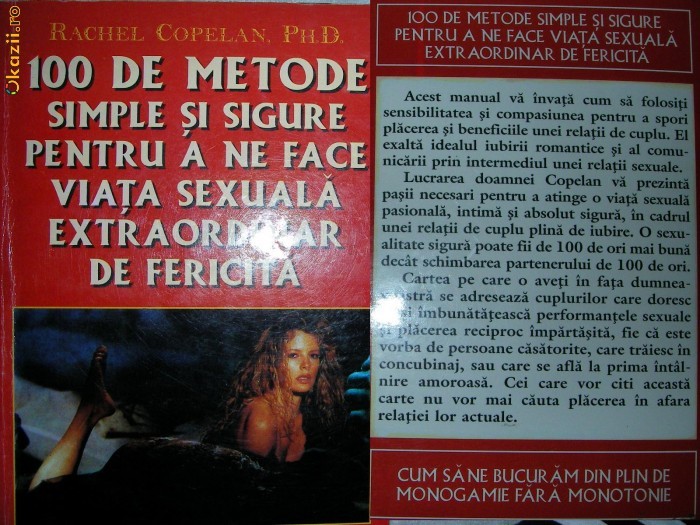 Okazii.ro
RACHEL COPELAN, PH.D.
100 DE METODE
SIMPLE ȘI SIGURE
PENTRU A NE FACE
VIAȚA SEXUALĂ
EXTRAORDINAR
DE FERICITĂ
100 DE METODE SIMPLE ȘI SIGURE
PENTRU A NE FACE VIAȚA SEXUALĂ
EXTRAORDINAR DE FERICITĂ
Acest manual vă învață cum să folosiți
sensibilitatea și compasiunea pentru a spori
plăcerea și beneficiile unei relații de cuplu. El
exaltă idealul iubirii romantice și al comu-
nicării prin intermediul unei relații sexuale.
Lucrarea doamnei Copelan vă prezintă
pașii necesari pentru a atinge o viață sexuală
pasională, intimă și absolut sigură, în cadrul
unei relații de cuplu plină de iubire. O sexu-
alitate sigură poate fii de 100 de ori mai bună
decât schimbarea partenerului de 100 de ori.
Cartea pe care o aveți în fața dumnea-
stră se adresează cuplurilor care doresc
îmbunătățească performanțele sexuale
și plăcerea reciproc împărtășită, fie că este
vorba de persoane căsătorite, care trăiesc în
concubinaj, sau care se află la prima întâl-
nire amoroasă. Cei care vor citi această
carte nu vor mai căuta plăcerea în afara
relației lor actuale.
CUM SĂ NE BUCURĂM DIN PLIN DE
MONOGAMIE FĂRĂ MONOTONIE